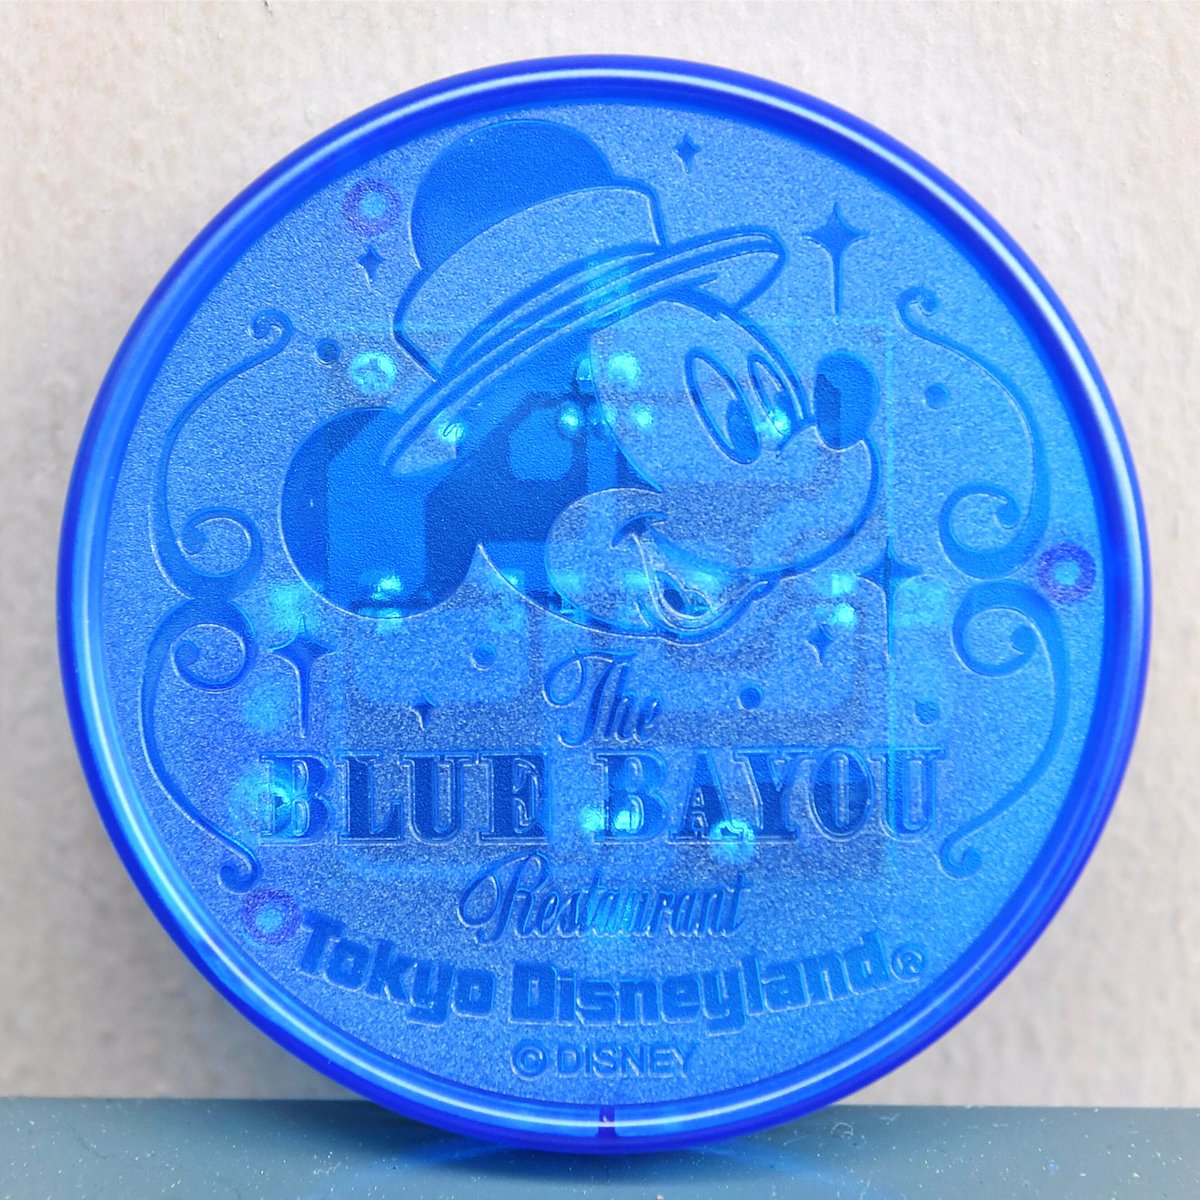 The
BLUE BAYOU
Restaurant
Tokyo Disneyland®
©DISNEY